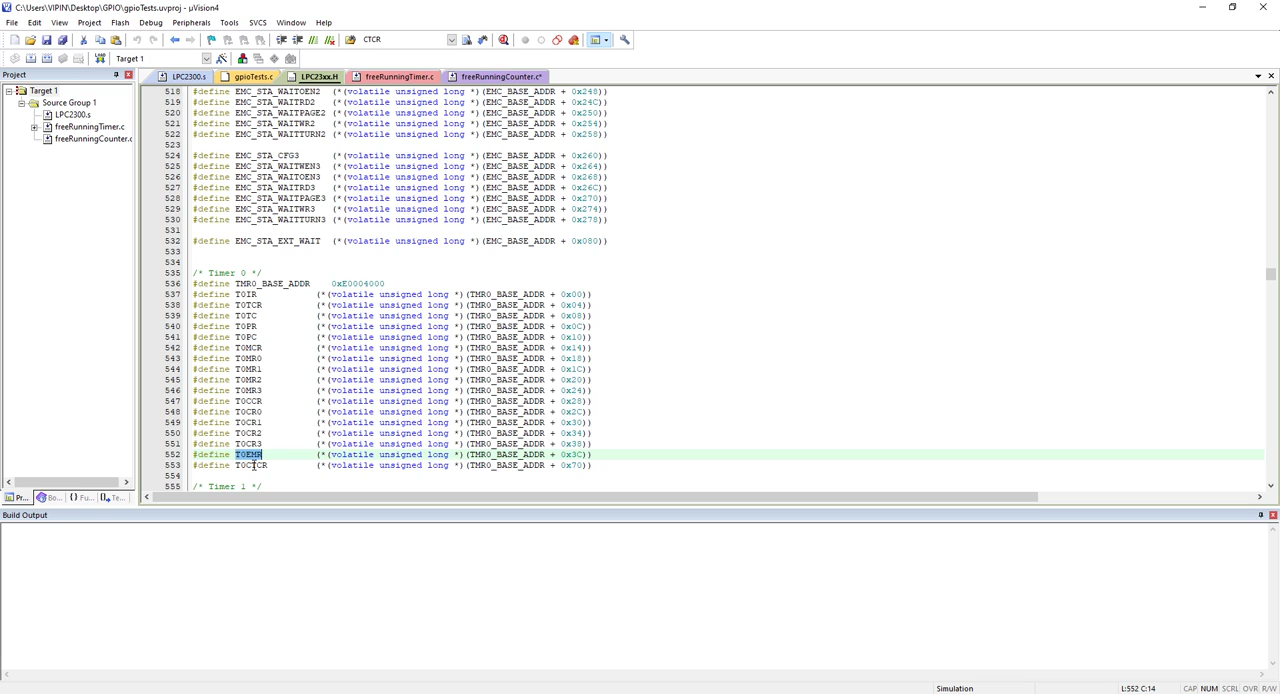 C:\Users\VIPIN\Desktop\GPIO\gpioTests.uvproj - µVision4
File Edit View Project Flash Debug Peripherals Tools SVCS Window Help
CTCR
Target 1
Project
LPC2300.s gpioTests.c LPC23xx.H freeRunningTimer.c freeRunningCounter.c*
Target 1
Source Group 1
LPC2300.s
freeRunningTimer.c
freeRunningCounter.c
518 #define EMC_STA_WAITOEN2 (*(volatile unsigned long *)(EMC_BASE_ADDR + 0x248))
519 #define EMC_STA_WAITRD2 (*(volatile unsigned long *)(EMC_BASE_ADDR + 0x24C))
520 #define EMC_STA_WAITPAGE2 (*(volatile unsigned long *)(EMC_BASE_ADDR + 0x250))
521 #define EMC_STA_WAITWR2 (*(volatile unsigned long *)(EMC_BASE_ADDR + 0x254))
522 #define EMC_STA_WAITTURN2 (*(volatile unsigned long *)(EMC_BASE_ADDR + 0x258))
523
524 #define EMC_STA_CFG3 (*(volatile unsigned long *)(EMC_BASE_ADDR + 0x260))
525 #define EMC_STA_WAITWEN3 (*(volatile unsigned long *)(EMC_BASE_ADDR + 0x264))
526 #define EMC_STA_WAITOEN3 (*(volatile unsigned long *)(EMC_BASE_ADDR + 0x268))
527 #define EMC_STA_WAITRD3 (*(volatile unsigned long *)(EMC_BASE_ADDR + 0x26C))
528 #define EMC_STA_WAITPAGE3 (*(volatile unsigned long *)(EMC_BASE_ADDR + 0x270))
529 #define EMC_STA_WAITWR3 (*(volatile unsigned long *)(EMC_BASE_ADDR + 0x274))
530 #define EMC_STA_WAITTURN3 (*(volatile unsigned long *)(EMC_BASE_ADDR + 0x278))
531
532 #define EMC_STA_EXT_WAIT (*(volatile unsigned long *)(EMC_BASE_ADDR + 0x080))
533
534
535 /* Timer 0 */
536 #define TMR0_BASE_ADDR 0xE0004000
537 #define T0IR (*(volatile unsigned long *)(TMR0_BASE_ADDR + 0x00))
538 #define T0TCR (*(volatile unsigned long *)(TMR0_BASE_ADDR + 0x04))
539 #define T0TC (*(volatile unsigned long *)(TMR0_BASE_ADDR + 0x08))
540 #define T0PR (*(volatile unsigned long *)(TMR0_BASE_ADDR + 0x0C))
541 #define T0PC (*(volatile unsigned long *)(TMR0_BASE_ADDR + 0x10))
542 #define T0MCR (*(volatile unsigned long *)(TMR0_BASE_ADDR + 0x14))
543 #define T0MR0 (*(volatile unsigned long *)(TMR0_BASE_ADDR + 0x18))
544 #define T0MR1 (*(volatile unsigned long *)(TMR0_BASE_ADDR + 0x1C))
545 #define T0MR2 (*(volatile unsigned long *)(TMR0_BASE_ADDR + 0x20))
546 #define T0MR3 (*(volatile unsigned long *)(TMR0_BASE_ADDR + 0x24))
547 #define T0CCR (*(volatile unsigned long *)(TMR0_BASE_ADDR + 0x28))
548 #define T0CR0 (*(volatile unsigned long *)(TMR0_BASE_ADDR + 0x2C))
549 #define T0CR1 (*(volatile unsigned long *)(TMR0_BASE_ADDR + 0x30))
550 #define T0CR2 (*(volatile unsigned long *)(TMR0_BASE_ADDR + 0x34))
551 #define T0CR3 (*(volatile unsigned long *)(TMR0_BASE_ADDR + 0x38))
552 #define T0EMR (*(volatile unsigned long *)(TMR0_BASE_ADDR + 0x3C))
553 #define T0CTCR (*(volatile unsigned long *)(TMR0_BASE_ADDR + 0x70))
554
555 /* Timer 1 */
Pr... Bo... {} Fu... Te...
Build Output
Simulation L:552 C:14 CAP NUM SCRL OVR R/W